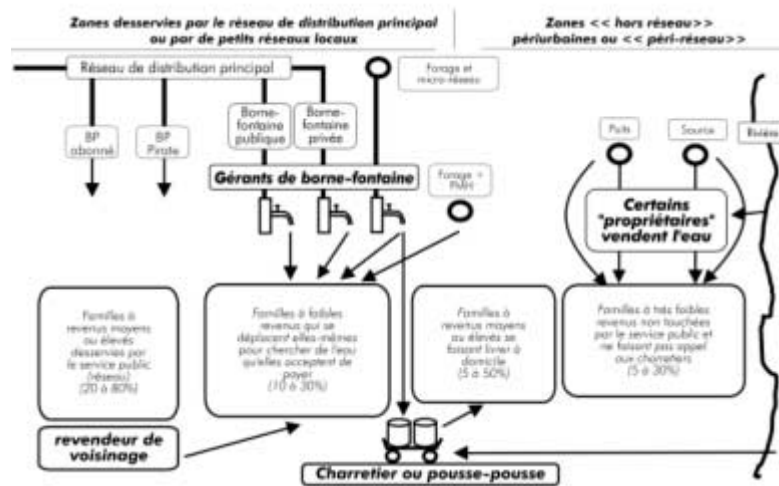 Zones desservies par le réseau de distribution principal
ou par de petits réseaux locaux
Zones << hors réseau>>
périurbaines ou << péri-réseau>>
Réseau de distribution principal
Forage et
micro-réseau
BP
abonné
BP
Pirate
Borne-
fontaine
publique
Borne-
fontaine
privée
Puits
Source
Rivière
Gérants de borne-fontaine
Forage +
PMH
Certains
"propriétaires"
vendent l'eau
Familles à
revenus moyens
ou élevés
desservies par
le service public
(réseau)
(20 à 80%)
Familles à faibles
revenus qui se
déplacent elles-mêmes
pour chercher de l'eau
qu'elles acceptent de
payer
(10 à 30%)
Familles à
revenus moyens
ou élevés se
faisant livrer à
domicile
(5 à 50%)
Familles à très faibles
revenus non touchées
par le service public et
ne faisant pas appel
aux charretiers
(5 à 30%)
revendeur de
voisinage
Charretier ou pousse-pousse